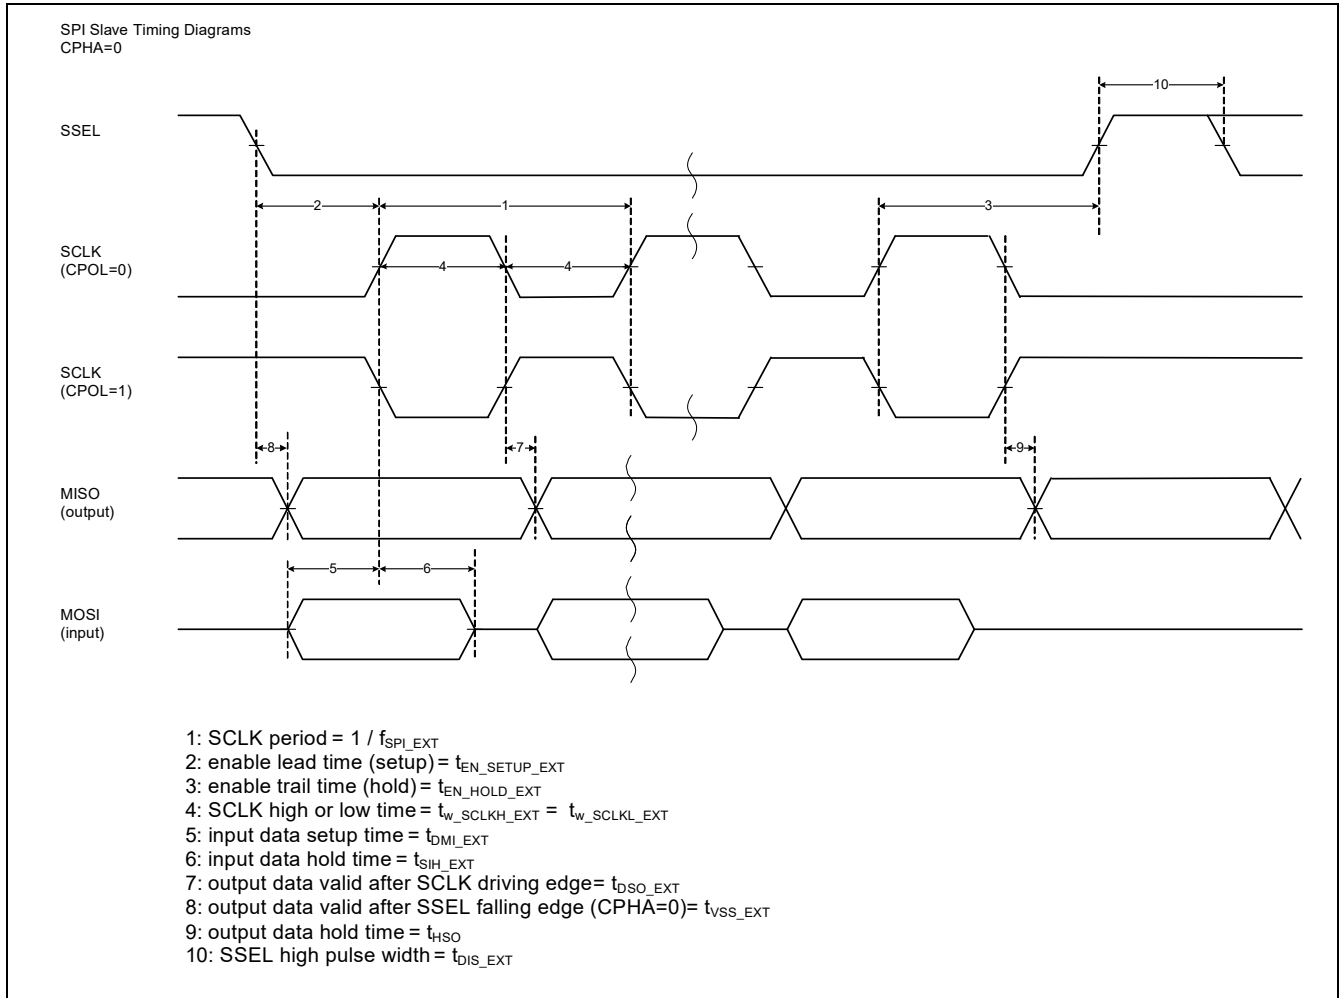 SPI Slave Timing Diagrams
CPHA=0
10
SSEL
2
1
3
SCLK
(CPOL=0)
4
4
SCLK
(CPOL=1)
8
7
9
MISO
(output)
5
6
MOSI
(input)
1: SCLK period = 1 / fSPI_EXT
2: enable lead time (setup) = tEN_SETUP_EXT
3: enable trail time (hold) = tEN_HOLD_EXT
4: SCLK high or low time = tw_SCLKH_EXT = tw_SCLKL_EXT
5: input data setup time = tDMI_EXT
6: input data hold time = tSIH_EXT
7: output data valid after SCLK driving edge= tDSO_EXT
8: output data valid after SSEL falling edge (CPHA=0)= tVSS_EXT
9: output data hold time = tHSO
10: SSEL high pulse width = tDIS_EXT